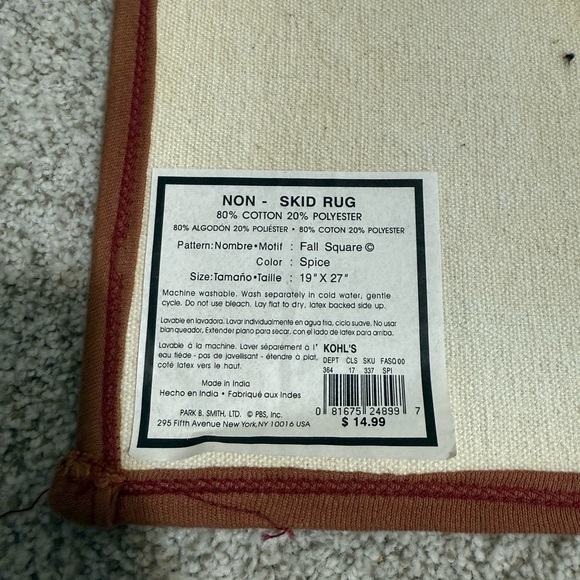 NON - SKID RUG
80% COTTON 20% POLYESTER
80% ALGODÓN 20% POLIÉSTER • 80% COTON 20% POLYESTER
Pattern:Nombre•Motif : Fall Square ©
Color : Spice
Size:Tamaño•Taille : 19" X 27"
Machine washable. Wash separately in cold water, gentle
cycle. Do not use bleach. Lay flat to dry, latex backed side up.
Lavable en lavadora. Lavar individualmente en agua fria, ciclo suave. No usar
blanqueador, Extender plano para secar, con el lado de latex para arriba.
Lavable à la machine. Laver séparement à l'
eau tiède - pas de javellisant - étendre à plat,
coté latex vers le haut.
Made in India
Hecho en India • Fabriqué aux Indes
PARK B. SMITH, LTD. © PBS, Inc.
295 Fifth Avenue New York, NY 10016 USA
KOHL'S
DEPT CLS SKU FASQ00
364 17 337 SPI
0 81675 24899 7
$ 14.99